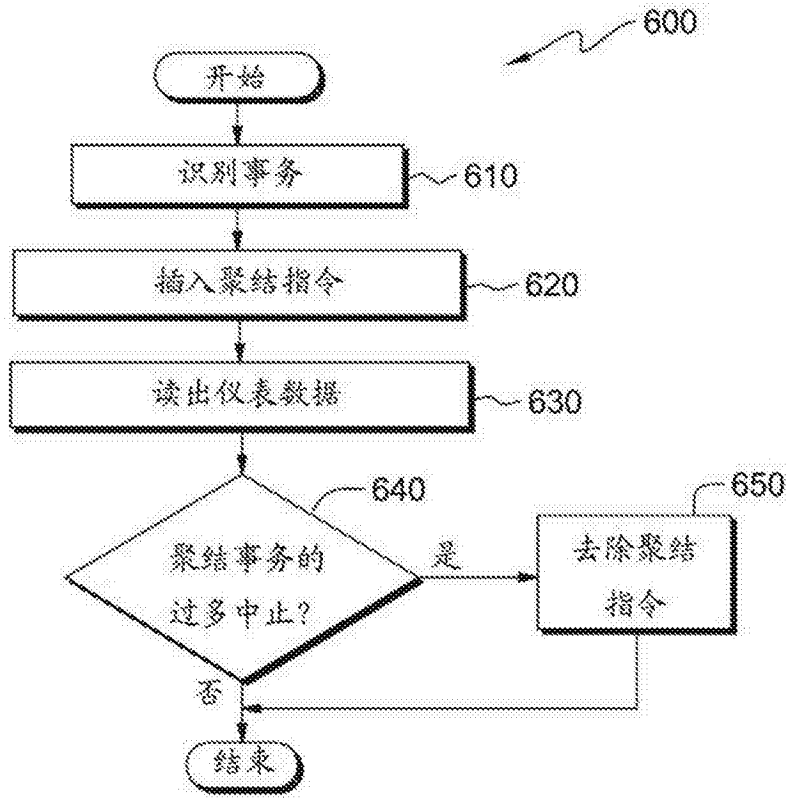 600
开始
识别事务
610
插入聚结指令
620
读出仪表数据
630
640
聚结事务的
过多中止?
是
650
去除聚结
指令
否
结束